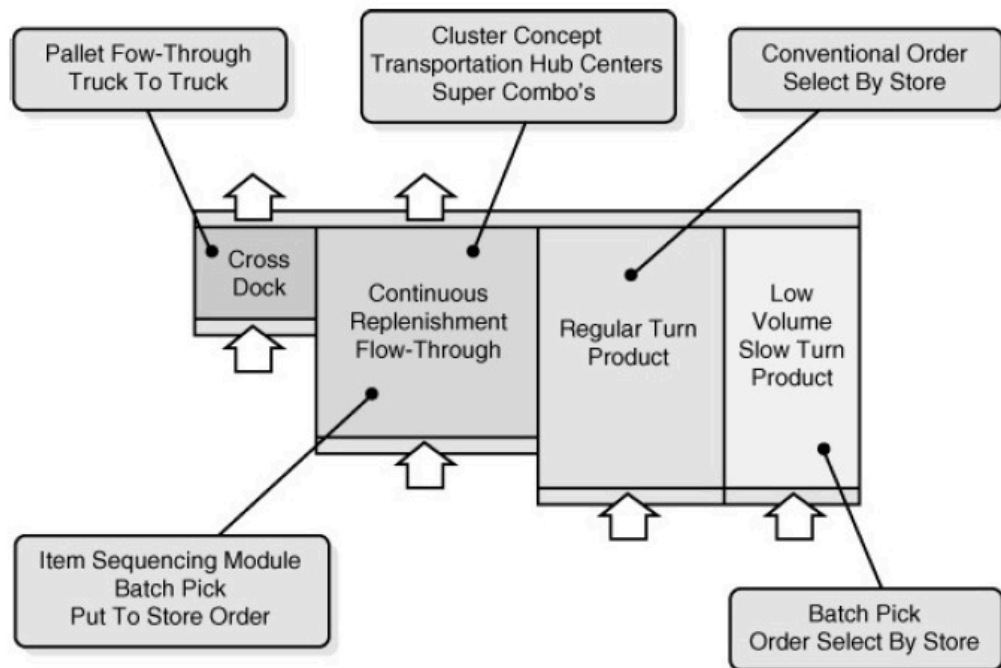 Pallet Fow-Through
Truck To Truck
Cluster Concept
Transportation Hub Centers
Super Combo's
Conventional Order
Select By Store
Cross
Dock
Continuous
Replenishment
Flow-Through
Regular Turn
Product
Low
Volume
Slow Turn
Product
Item Sequencing Module
Batch Pick
Put To Store Order
Batch Pick
Order Select By Store